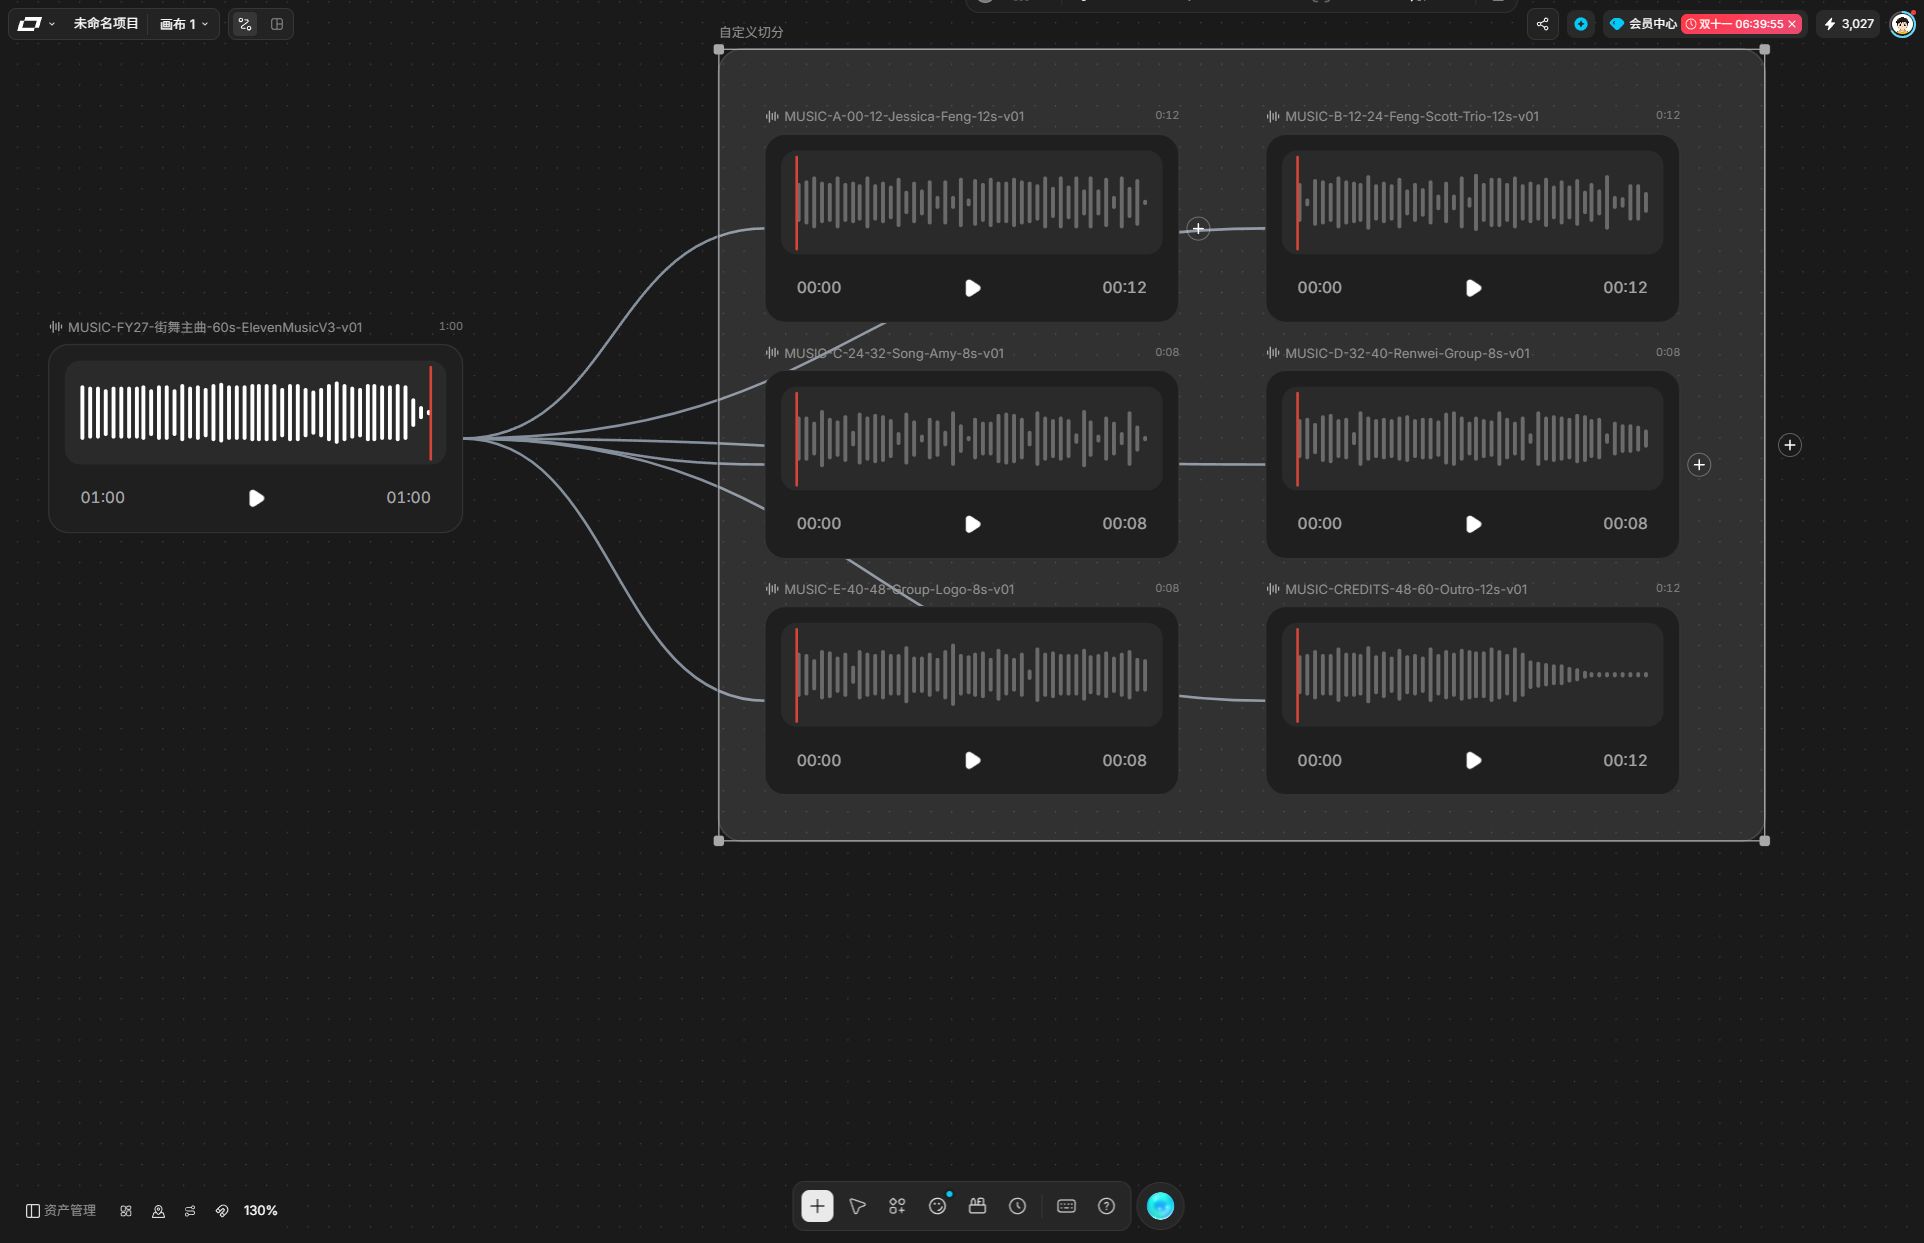 未命名项目
画布 1
自定义切分
会员中心
双十一 06:39:55
3,027
MUSIC-A-00-12-Jessica-Feng-12s-v01
0:12
MUSIC-B-12-24-Feng-Scott-Trio-12s-v01
0:12
00:00
00:12
00:00
00:12
MUSIC-FY27-街舞主曲-60s-ElevenMusicV3-v01
1:00
01:00
01:00
MUSIC-C-24-32-Song-Amy-8s-v01
0:08
MUSIC-D-32-40-Renwei-Group-8s-v01
0:08
00:00
00:08
00:00
00:08
MUSIC-E-40-48-Group-Logo-8s-v01
0:08
MUSIC-CREDITS-48-60-Outro-12s-v01
0:12
00:00
00:08
00:00
00:12
资产管理
130%